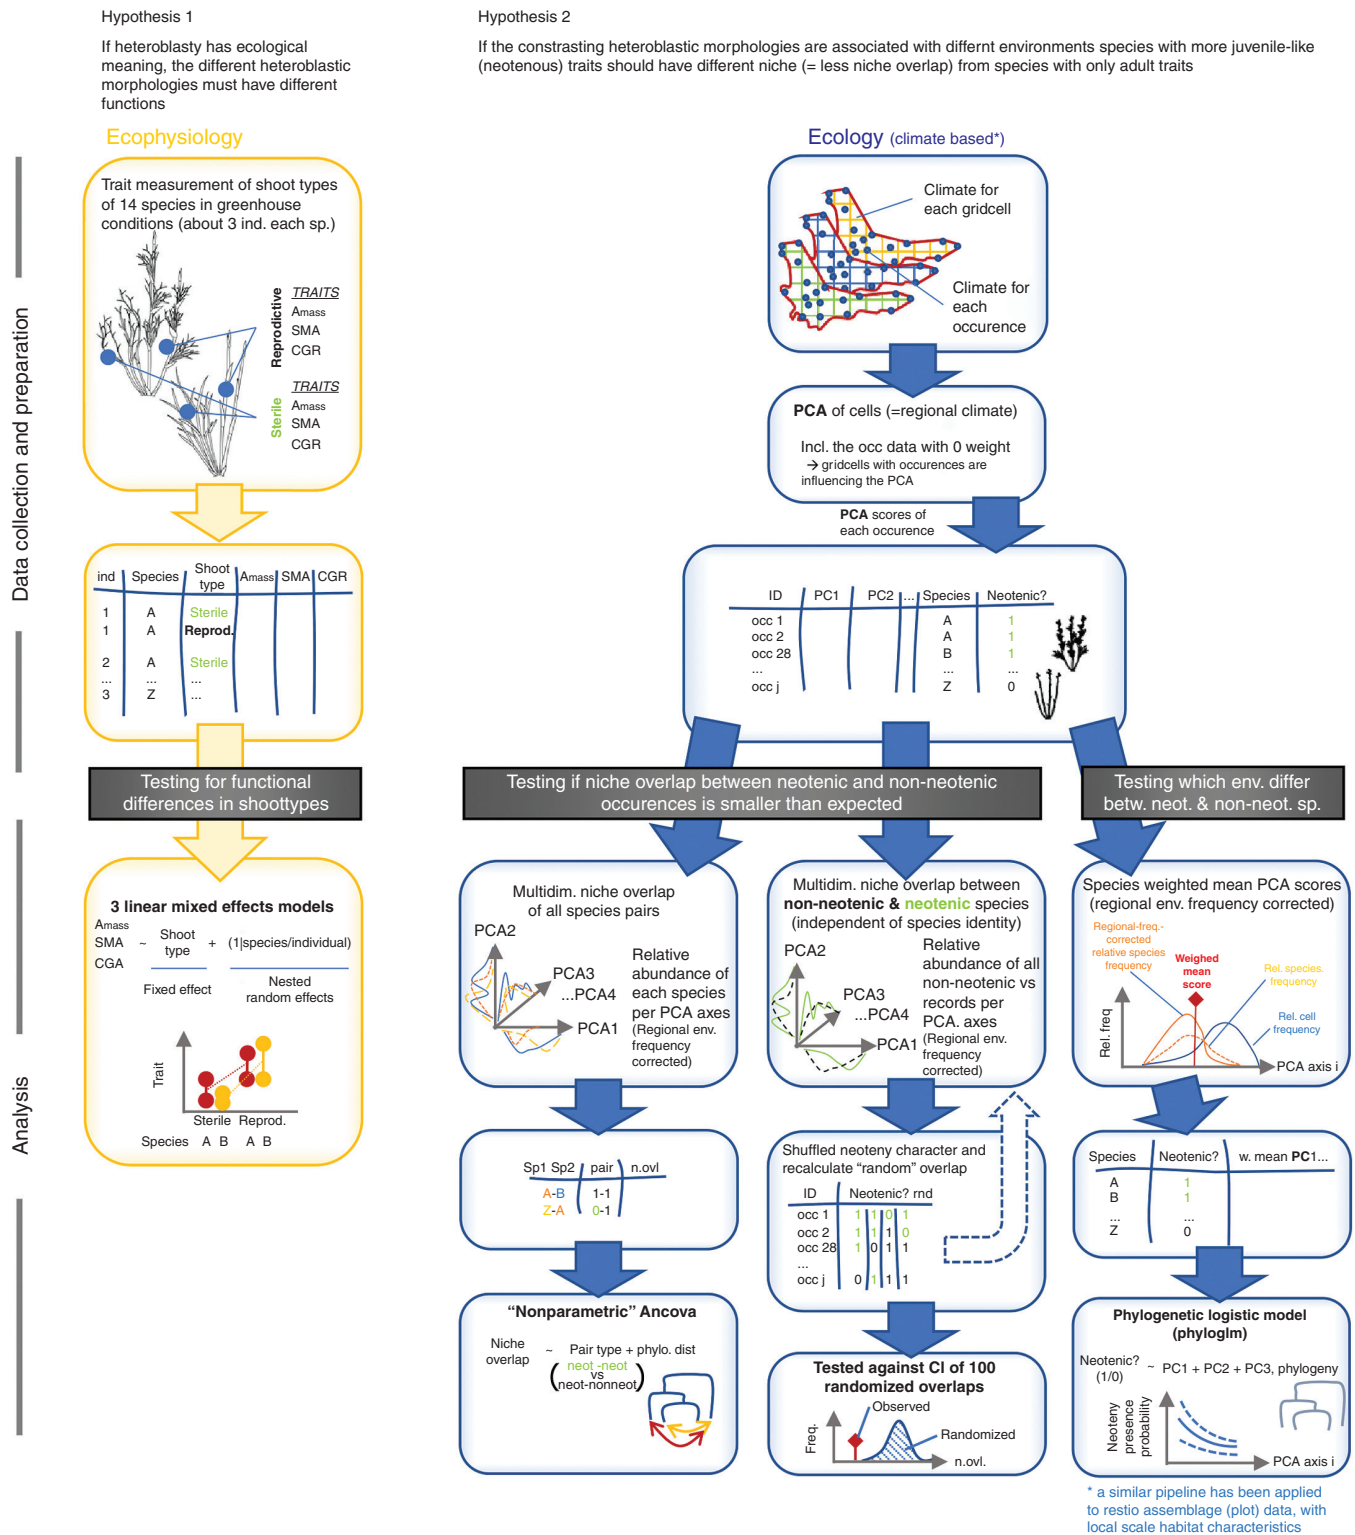 Hypothesis 1
If heteroblasty has ecological
meaning, the different heteroblastic
morphologies must have different
functions
Hypothesis 2
If the constrasting heteroblastic morphologies are associated with differnt environments species with more juvenile-like
(neotenous) traits should have different niche (= less niche overlap) from species with only adult traits
Data collection and preparation
Analysis
Ecophysiology
Trait measurement of shoot types
of 14 species in greenhouse
conditions (about 3 ind. each sp.)
Reproductive
TRAITS
Amass
SMA
CGR
Sterile
TRAITS
Amass
SMA
CGR
ind Species Shoot type Amass SMA CGR
1 A Sterile
1 A Reprod.
2 A Sterile
... ... ...
3 Z ...
Testing for functional
differences in shoottypes
3 linear mixed effects models
Amass
SMA ~ Shoot type + (1|species/individual)
CGA
Fixed effect
Nested
random effects
Trait
Sterile Reprod.
Species A B A B
Ecology (climate based*)
Climate for
each gridcell
Climate for
each
occurence
PCA of cells (=regional climate)
Incl. the occ data with 0 weight
→ gridcells with occurences are
influencing the PCA
PCA scores of
each occurence
ID PC1 PC2 ... Species Neotenic?
occ 1 A 1
occ 2 A 1
occ 28 B 1
... ... ...
occ j Z 0
Testing if niche overlap between neotenic and non-neotenic
occurences is smaller than expected
Testing which env. differ
betw. neot. & non-neot. sp.
Multidim. niche overlap
of all species pairs
PCA2
PCA3
...PCA4
PCA1
Relative
abundance of
each species
per PCA axes
(Regional env.
frequency
corrected)
Sp1 Sp2 pair n.ovl
A-B 1-1
Z-A 0-1
“Nonparametric” Ancova
Niche
overlap
~ Pair type + phylo. dist
(neot -neot
vs
neot-nonneot)
Multidim. niche overlap between
non-neotenic & neotenic species
(independent of species identity)
PCA2
PCA3
...PCA4
PCA1
Relative
abundance of all
non-neotenic vs
records per
PCA. axes
(Regional env.
frequency
corrected)
Shuffled neoteny character and
recalculate “random” overlap
ID Neotenic? rnd
occ 1 1 1 0 1
occ 2 1 1 1 0
occ 28 1 0 1 1
...
occ j 0 1 1 1
Tested against CI of 100
randomized overlaps
Observed
Randomized
Freq.
n.ovl.
Species weighted mean PCA scores
(regional env. frequency corrected)
Regional-freq.-
corrected
relative species
frequency
Weighed
mean
score
Rel. species.
frequency
Rel. cell
frequency
Rel. freq
PCA axis i
Species Neotenic? w. mean PC1...
A 1
B 1
... ...
Z 0
Phylogenetic logistic model
(phyloglm)
Neotenic?
(1/0)
~ PC1 + PC2 + PC3, phylogeny
Neoteny
presence
probability
PCA axis i
* a similar pipeline has been applied
to restio assemblage (plot) data, with
local scale habitat characteristics